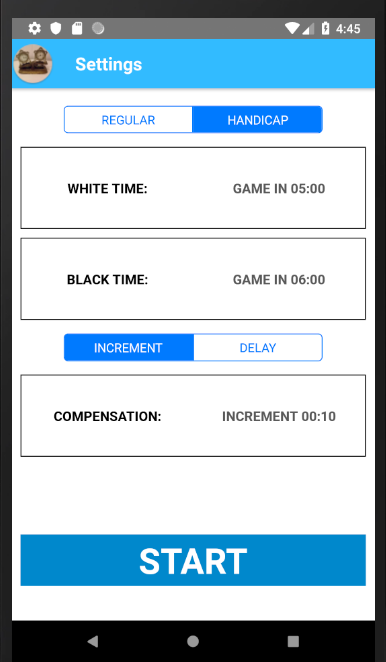 4:45
Settings
REGULAR HANDICAP
WHITE TIME: GAME IN 05:00
BLACK TIME: GAME IN 06:00
INCREMENT DELAY
COMPENSATION: INCREMENT 00:10
START